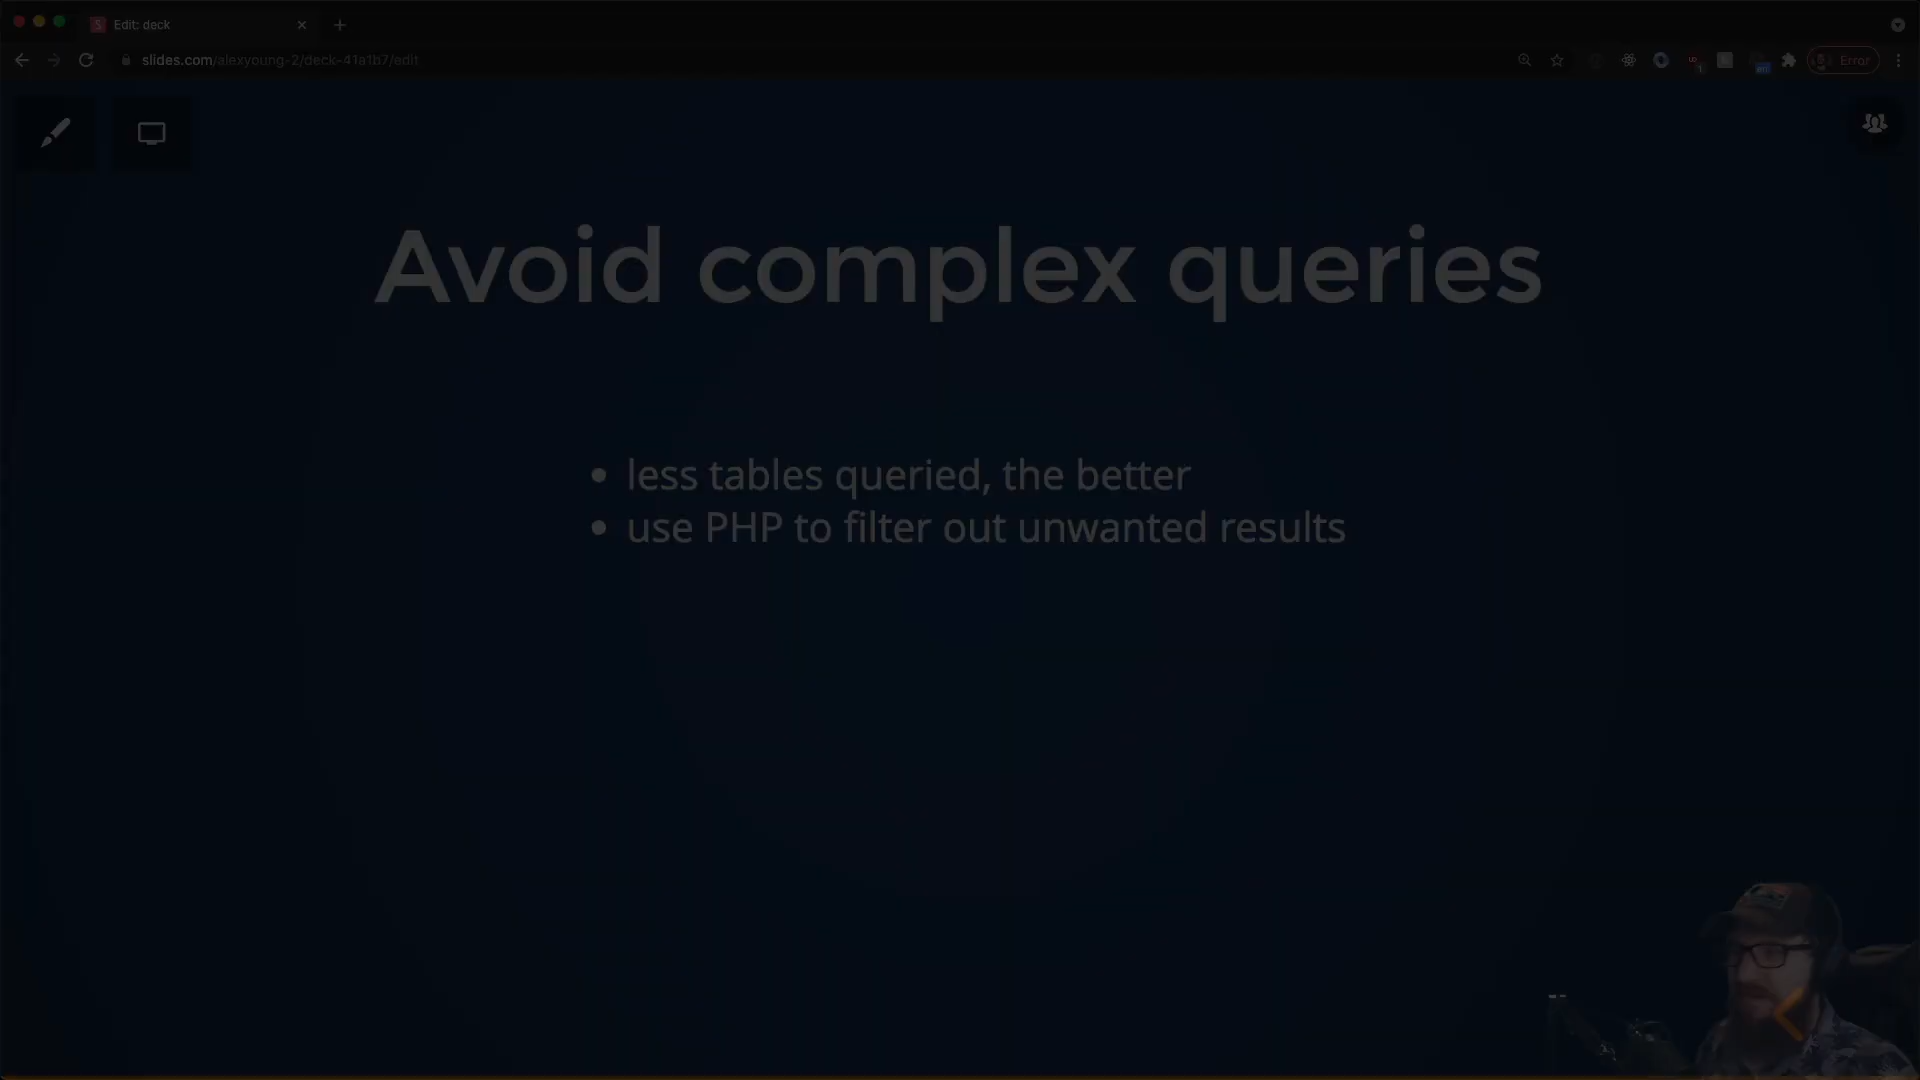 Edit: deck
slides.com/alexyoung-2/deck-41a1b7/edit
Error
Avoid complex queries
less tables queried, the better
use PHP to filter out unwanted results